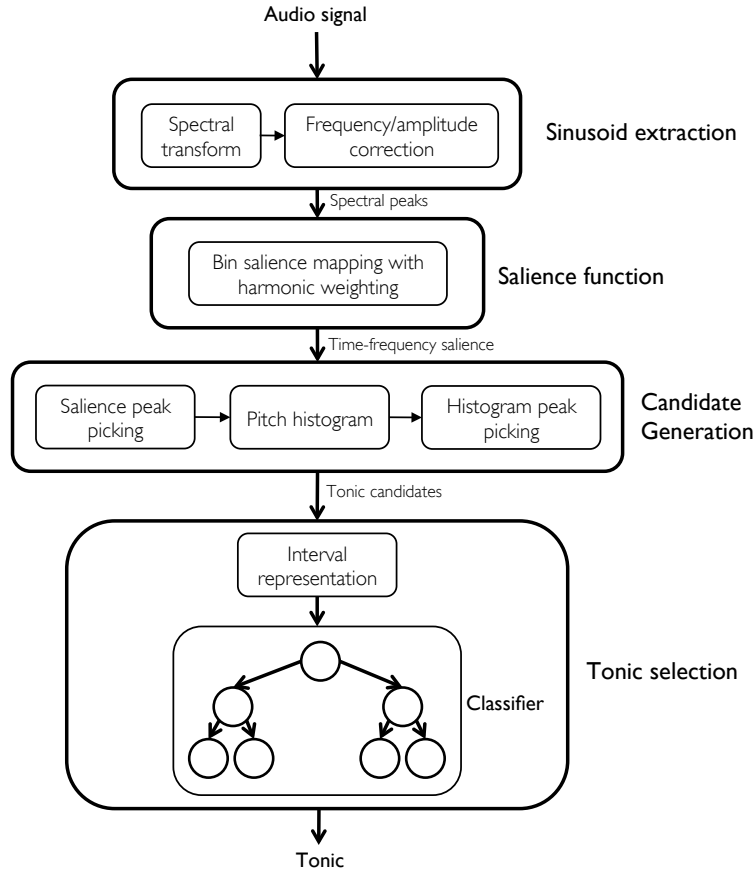 Audio signal
Spectral
transform
Frequency/amplitude
correction
Sinusoid extraction
Spectral peaks
Bin salience mapping with
harmonic weighting
Salience function
Time-frequency salience
Salience peak
picking
Pitch histogram
Histogram peak
picking
Candidate
Generation
Tonic candidates
Interval
representation
Classifier
Tonic selection
Tonic